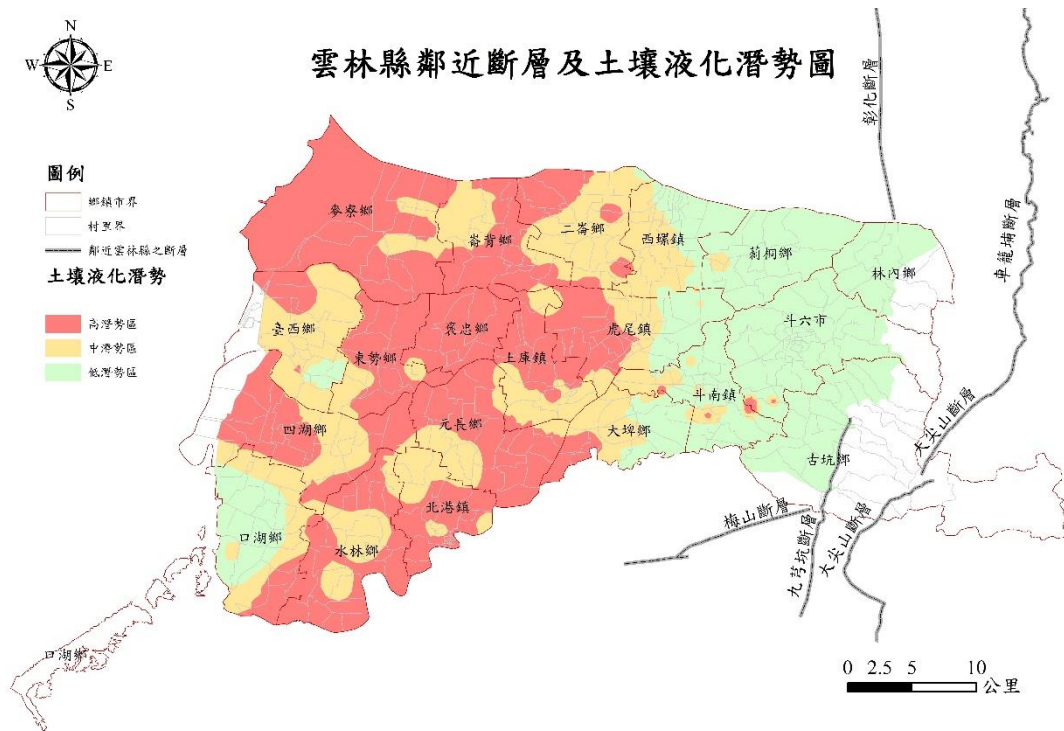 雲林縣鄰近斷層及土壤液化潛勢圖
N
W
E
S
圖例
鄉鎮市界
村里界
鄰近雲林縣之斷層
土壤液化潛勢
高潛勢區
中潛勢區
低潛勢區
彰化斷層
車籠埔斷層
麥寮鄉
崙背鄉
二崙鄉
西螺鎮
莿桐鄉
林內鄉
臺西鄉
東勢鄉
褒忠鄉
土庫鎮
虎尾鎮
斗六市
四湖鄉
元長鄉
大埤鄉
斗南鎮
古坑鄉
大尖山斷層
口湖鄉
水林鄉
北港鎮
梅山斷層
九芎坑斷層
大尖山斷層
口湖鄉
0 2.5 5 10
公里